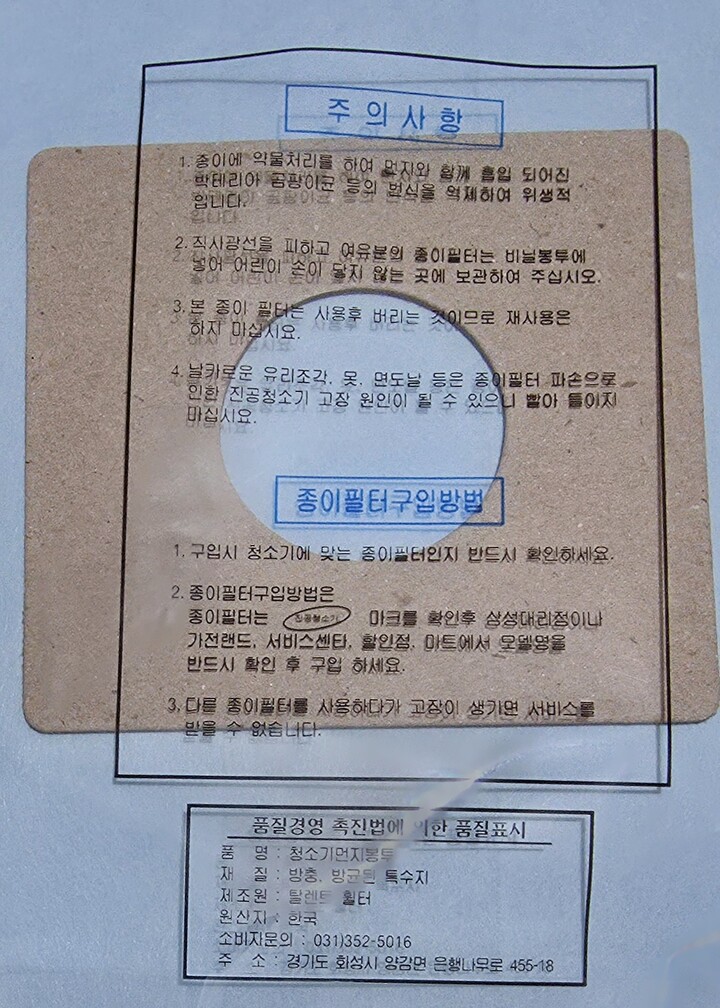 주의사항
1. 종이에 약물처리를 하여 먼지와 함께 흡입 되어진
박테리아 곰팡이균 등의 번식을 억제하여 위생적
입니다.
2. 직사광선을 피하고 여유분의 종이필터는 비닐봉투에
넣어 어린이 손이 닿지 않는 곳에 보관하여 주십시오.
3. 본 종이 필터는 사용후 버리는 것이므로 재사용은
하지 마십시요.
4. 날카로운 유리조각, 못, 면도날 등은 종이필터 파손으로
인한 진공청소기 고장 원인이 될 수 있으니 빨아 들이지
마십시요.
종이필터구입방법
1. 구입시 청소기에 맞는 종이필터인지 반드시 확인하세요.
2. 종이필터구입방법은
종이필터는 진공청소기 마크를 확인후 삼성대리점이나
가전랜드, 서비스센타, 할인점, 마트에서 모델명을
반드시 확인 후 구입 하세요.
3. 다른 종이필터를 사용하다가 고장이 생기면 서비스를
받을 수 없습니다.
품질경영 촉진법에 의한 품질표시
품 명 : 청소기먼지봉투
재 질 : 방충, 방균된 특수지
제조원 : 탈렌트 휠터
원산지 : 한국
소비자문의 : 031)352-5016
주 소 : 경기도 화성시 양감면 은행나무로 455-18